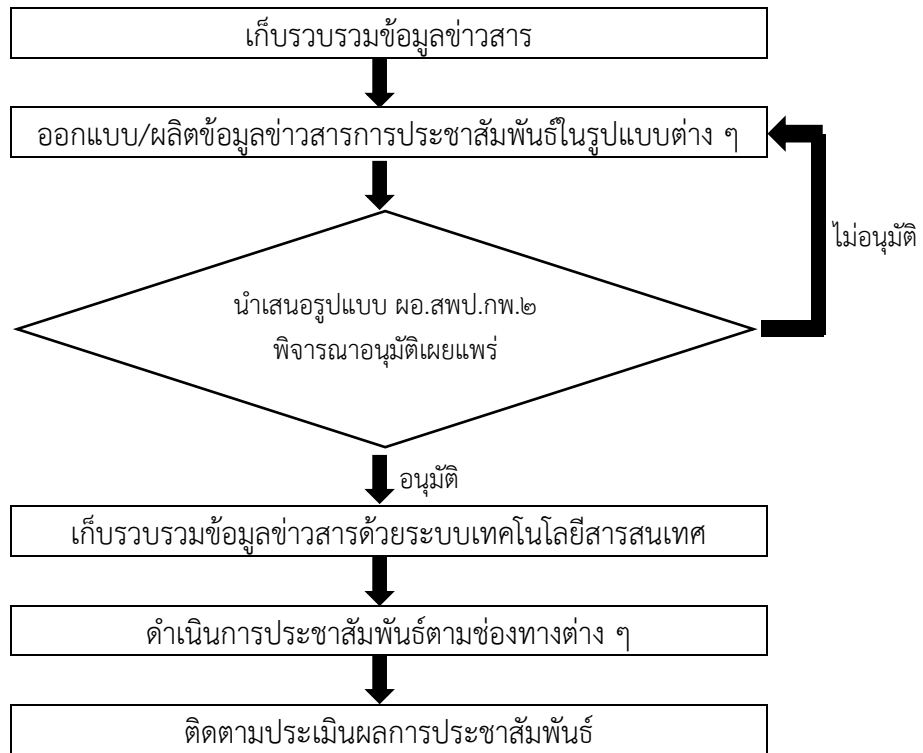 เก็บรวบรวมข้อมูลข่าวสาร
ออกแบบ/ผลิตข้อมูลข่าวสารการประชาสัมพันธ์ในรูปแบบต่าง ๆ
ไม่อนุมัติ
นำเสนอรูปแบบ ผอ.สพป.กพ.๒
พิจารณาอนุมัติเผยแพร่
อนุมัติ
เก็บรวบรวมข้อมูลข่าวสารด้วยระบบเทคโนโลยีสารสนเทศ
ดำเนินการประชาสัมพันธ์ตามช่องทางต่าง ๆ
ติดตามประเมินผลการประชาสัมพันธ์